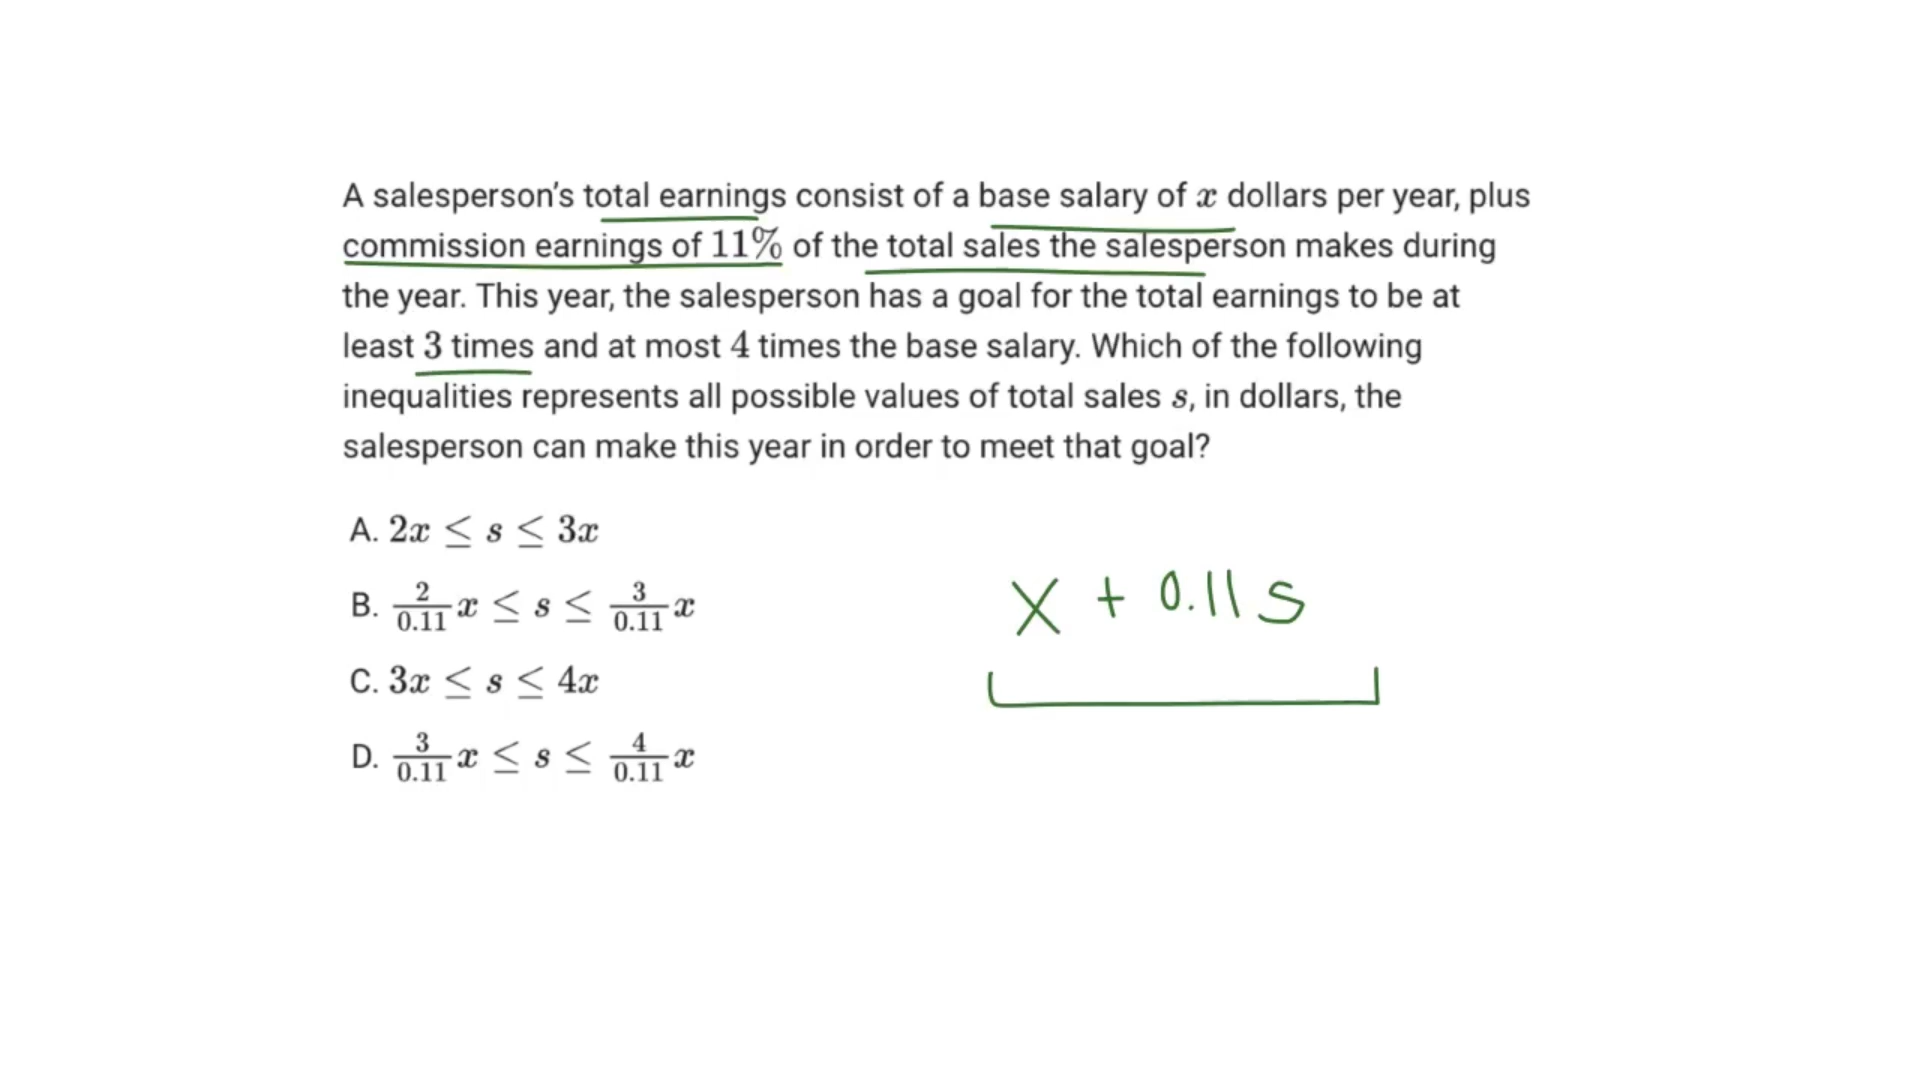 A salesperson's total earnings consist of a base salary of x dollars per year, plus
commission earnings of 11% of the total sales the salesperson makes during
the year. This year, the salesperson has a goal for the total earnings to be at
least 3 times and at most 4 times the base salary. Which of the following
inequalities represents all possible values of total sales s, in dollars, the
salesperson can make this year in order to meet that goal?
A. 2x ≤ s ≤ 3x
B. 2/0.11 x ≤ s ≤ 3/0.11 x
C. 3x ≤ s ≤ 4x
D. 3/0.11 x ≤ s ≤ 4/0.11 x
x + 0.11 s